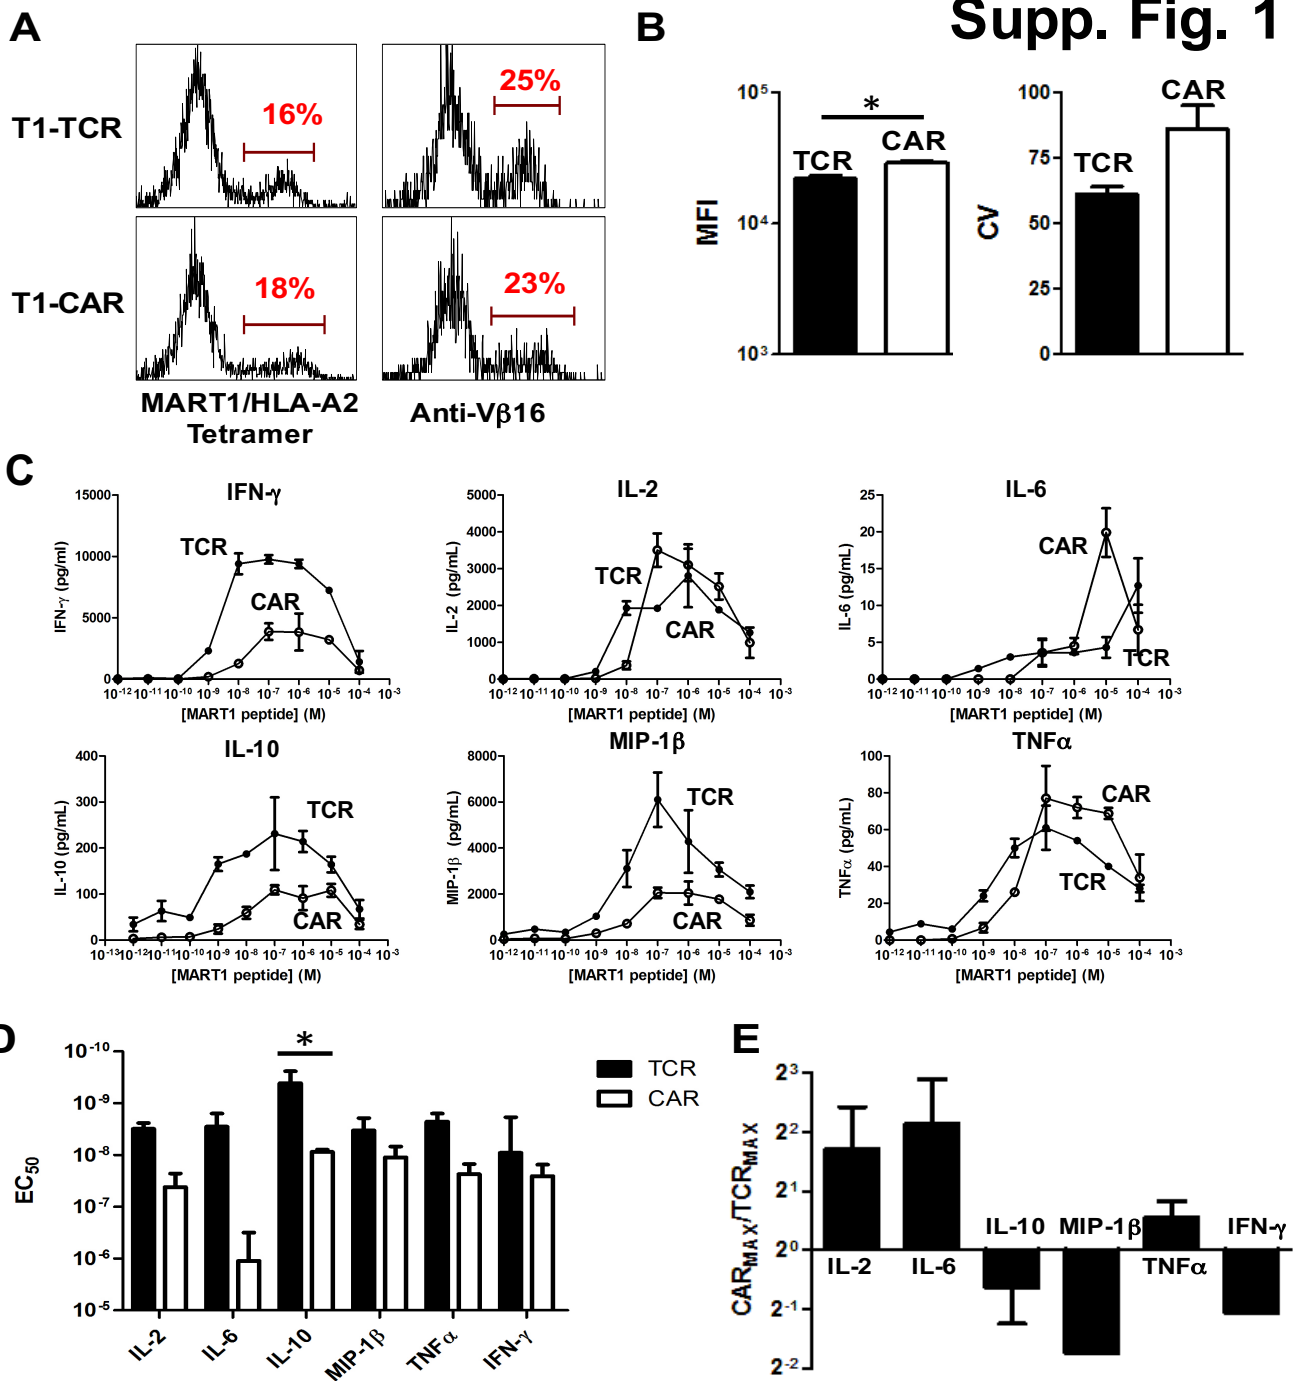 Supp. Fig. 1
A
T1-TCR
16%
25%
T1-CAR
18%
23%
MART1/HLA-A2
Tetramer
Anti-Vβ16
B
MFI
10⁵
10⁴
10³
*
TCR
CAR
CV
100
75
50
25
0
TCR
CAR
C
IFN-γ
IFN-γ (pg/ml)
15000
10000
5000
0
TCR
CAR
10⁻¹² 10⁻¹¹ 10⁻¹⁰ 10⁻⁹ 10⁻⁸ 10⁻⁷ 10⁻⁶ 10⁻⁵ 10⁻⁴ 10⁻³
[MART1 peptide] (M)
IL-2
IL-2 (pg/mL)
5000
4000
3000
2000
1000
0
TCR
CAR
10⁻¹² 10⁻¹¹ 10⁻¹⁰ 10⁻⁹ 10⁻⁸ 10⁻⁷ 10⁻⁶ 10⁻⁵ 10⁻⁴ 10⁻³
[MART1 peptide] (M)
IL-6
IL-6 (pg/mL)
25
20
15
10
5
0
CAR
TCR
10⁻¹² 10⁻¹¹ 10⁻¹⁰ 10⁻⁹ 10⁻⁸ 10⁻⁷ 10⁻⁶ 10⁻⁵ 10⁻⁴ 10⁻³
[MART1 peptide] (M)
IL-10
IL-10 (pg/mL)
400
300
200
100
0
TCR
CAR
10⁻¹³ 10⁻¹² 10⁻¹¹ 10⁻¹⁰ 10⁻⁹ 10⁻⁸ 10⁻⁷ 10⁻⁶ 10⁻⁵ 10⁻⁴ 10⁻³
[MART1 peptide] (M)
MIP-1β
MIP-1β (pg/mL)
8000
6000
4000
2000
0
TCR
CAR
10⁻¹² 10⁻¹¹ 10⁻¹⁰ 10⁻⁹ 10⁻⁸ 10⁻⁷ 10⁻⁶ 10⁻⁵ 10⁻⁴ 10⁻³
[MART1 peptide] (M)
TNFα
TNFα (pg/mL)
100
80
60
40
20
0
CAR
TCR
10⁻¹² 10⁻¹¹ 10⁻¹⁰ 10⁻⁹ 10⁻⁸ 10⁻⁷ 10⁻⁶ 10⁻⁵ 10⁻⁴ 10⁻³
[MART1 peptide] (M)
D
EC₅₀
10⁻¹⁰
10⁻⁹
10⁻⁸
10⁻⁷
10⁻⁶
10⁻⁵
*
TCR
CAR
IL-2
IL-6
IL-10
MIP-1β
TNFα
IFN-γ
E
CAR_MAX/TCR_MAX
2³
2²
2¹
2⁰
2⁻¹
2⁻²
IL-10 MIP-1β IFN-γ
IL-2 IL-6 TNFα